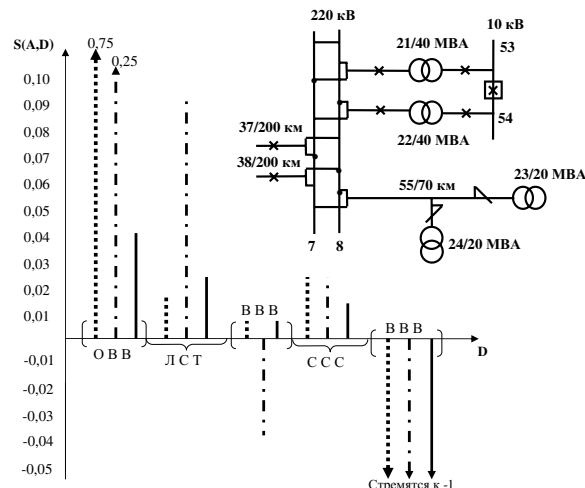 S(A,D)
0,75
0,25
0,10
0,09
0,08
0,07
0,06
0,05
0,04
0,03
0,02
0,01
-0,01
-0,02
-0,03
-0,04
-0,05
О В В
Л С Т
В В В
С С С
В В В
D
Стремятся к -1
220 кВ
10 кВ
21/40 МВА
53
54
22/40 МВА
37/200 км
38/200 км
55/70 км
23/20 МВА
24/20 МВА
7
8